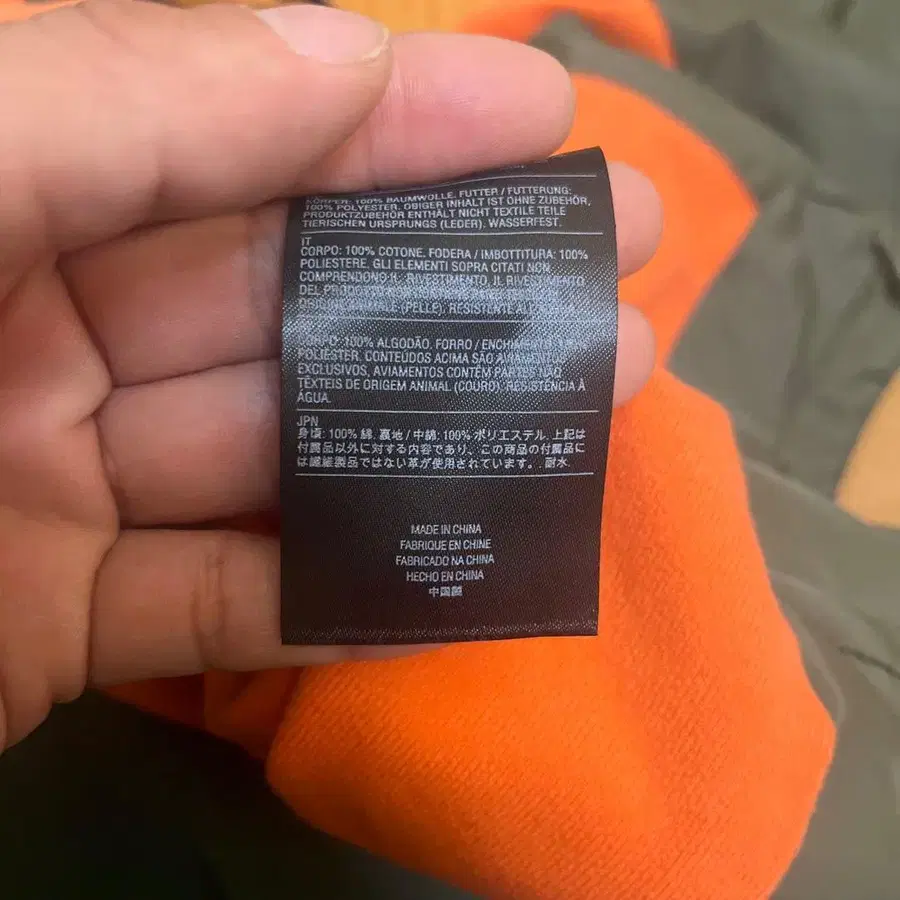 KÖRPER: 100% BAUMWOLLE. FUTTER / FÜTTERUNG:
100% POLYESTER. OBIGER INHALT IST OHNE ZUBEHÖR,
PRODUKTZUBEHÖR ENTHÄLT NICHT TEXTILE TEILE
TIERISCHEN URSPRUNGS (LEDER). WASSERFEST.
IT
CORPO: 100% COTONE. FODERA / IMBOTTITURA: 100%
POLIESTERE. GLI ELEMENTI SOPRA CITATI NON
COMPRENDONO IL RIVESTIMENTO. IL RIVESTIMENTO
DEL
(PELLE). RESISTENTE
CORPO: 100% ALGODÃO. FORRO /
POLIÉSTER. CONTEÚDOS ACIMA SÃO AVIAMENTOS
EXCLUSIVOS, AVIAMENTOS CONTÊM PARTES NÃO
TÊXTEIS DE ORIGEM ANIMAL (COURO). RESISTÊNCIA À
ÁGUA.
JPN
身頃: 100% 綿. 裏地 / 中綿: 100% ポリエステル. 上記は
付属品以外に対する内容であり、この商品の付属品に
は繊維製品ではない革が使用されています。. 耐水.
MADE IN CHINA
FABRIQUE EN CHINE
FABRICADO NA CHINA
HECHO EN CHINA
中国製